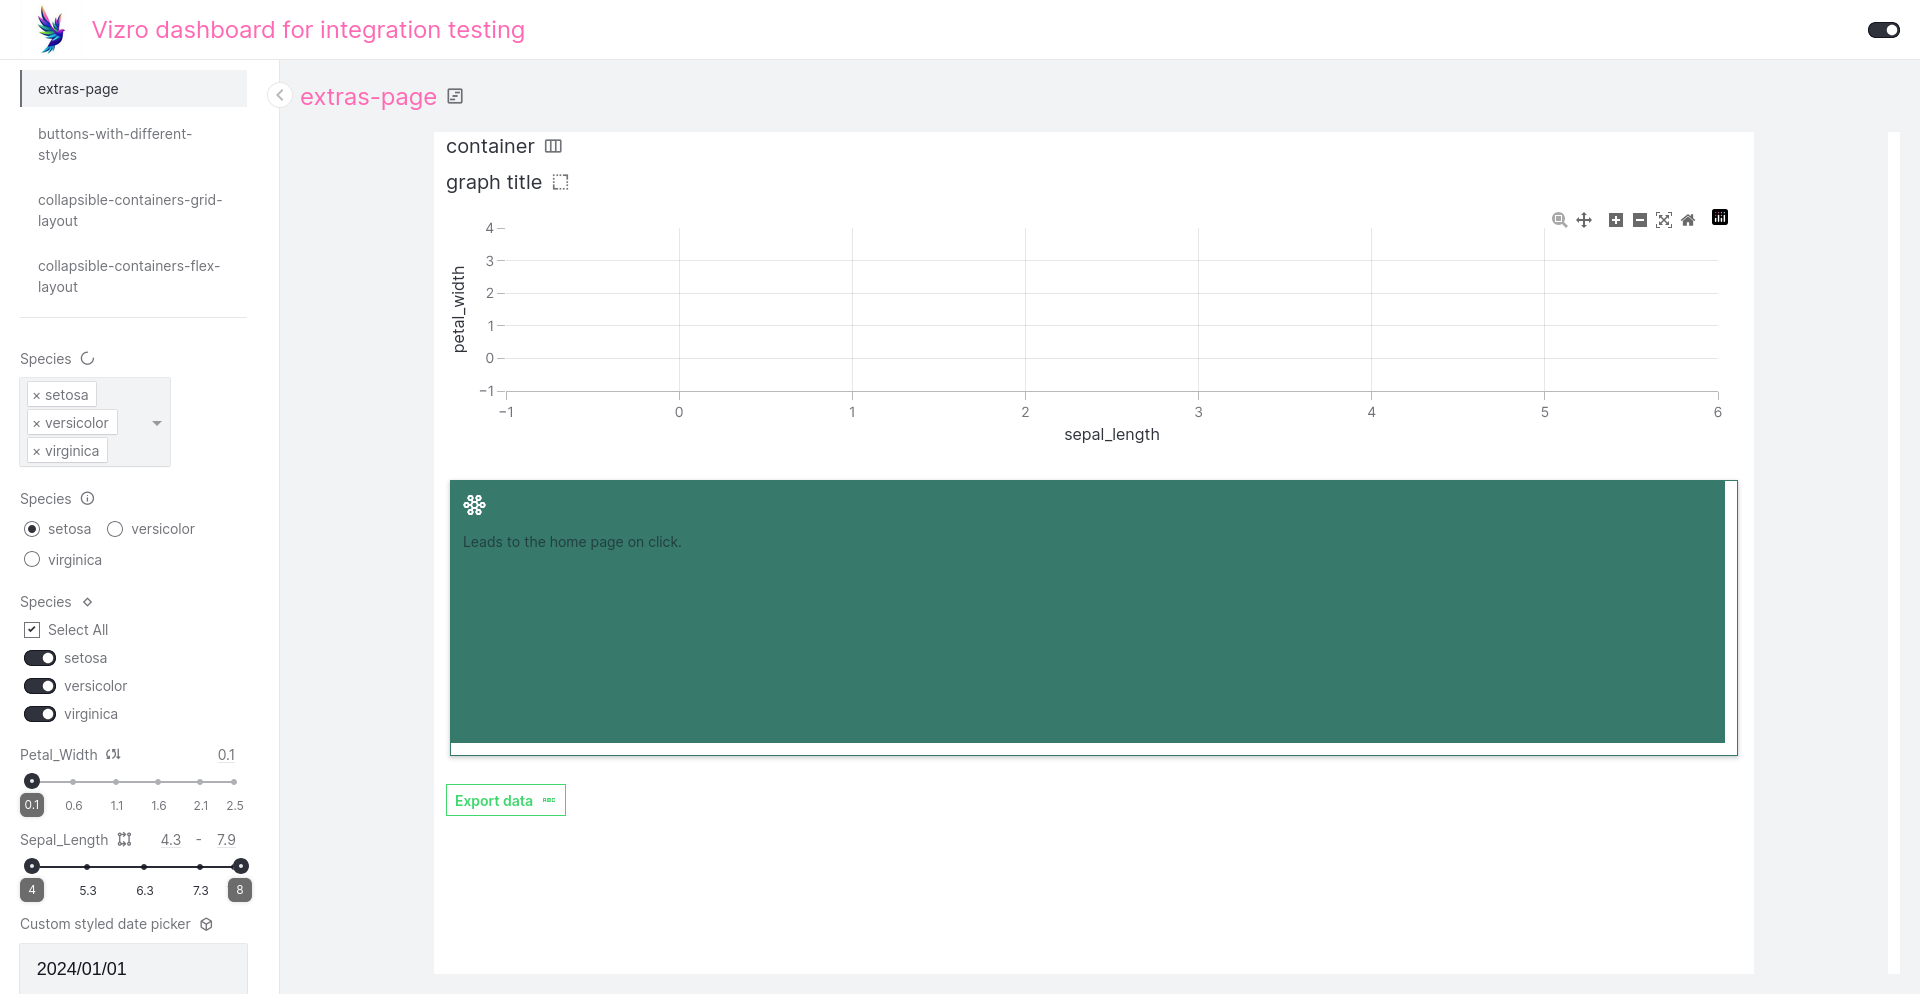 Vizro dashboard for integration testing
extras-page
buttons-with-different-
styles
collapsible-containers-grid-
layout
collapsible-containers-flex-
layout
Species
× setosa
× versicolor
× virginica
Species
setosa versicolor
virginica
Species
Select All
setosa
versicolor
virginica
Petal_Width 0.1
0.1 0.6 1.1 1.6 2.1 2.5
Sepal_Length 4.3 - 7.9
4 5.3 6.3 7.3 8
Custom styled date picker
2024/01/01
extras-page
container
graph title
4
3
2
1
0
−1
petal_width
−1 0 1 2 3 4 5 6
sepal_length
Leads to the home page on click.
Export data